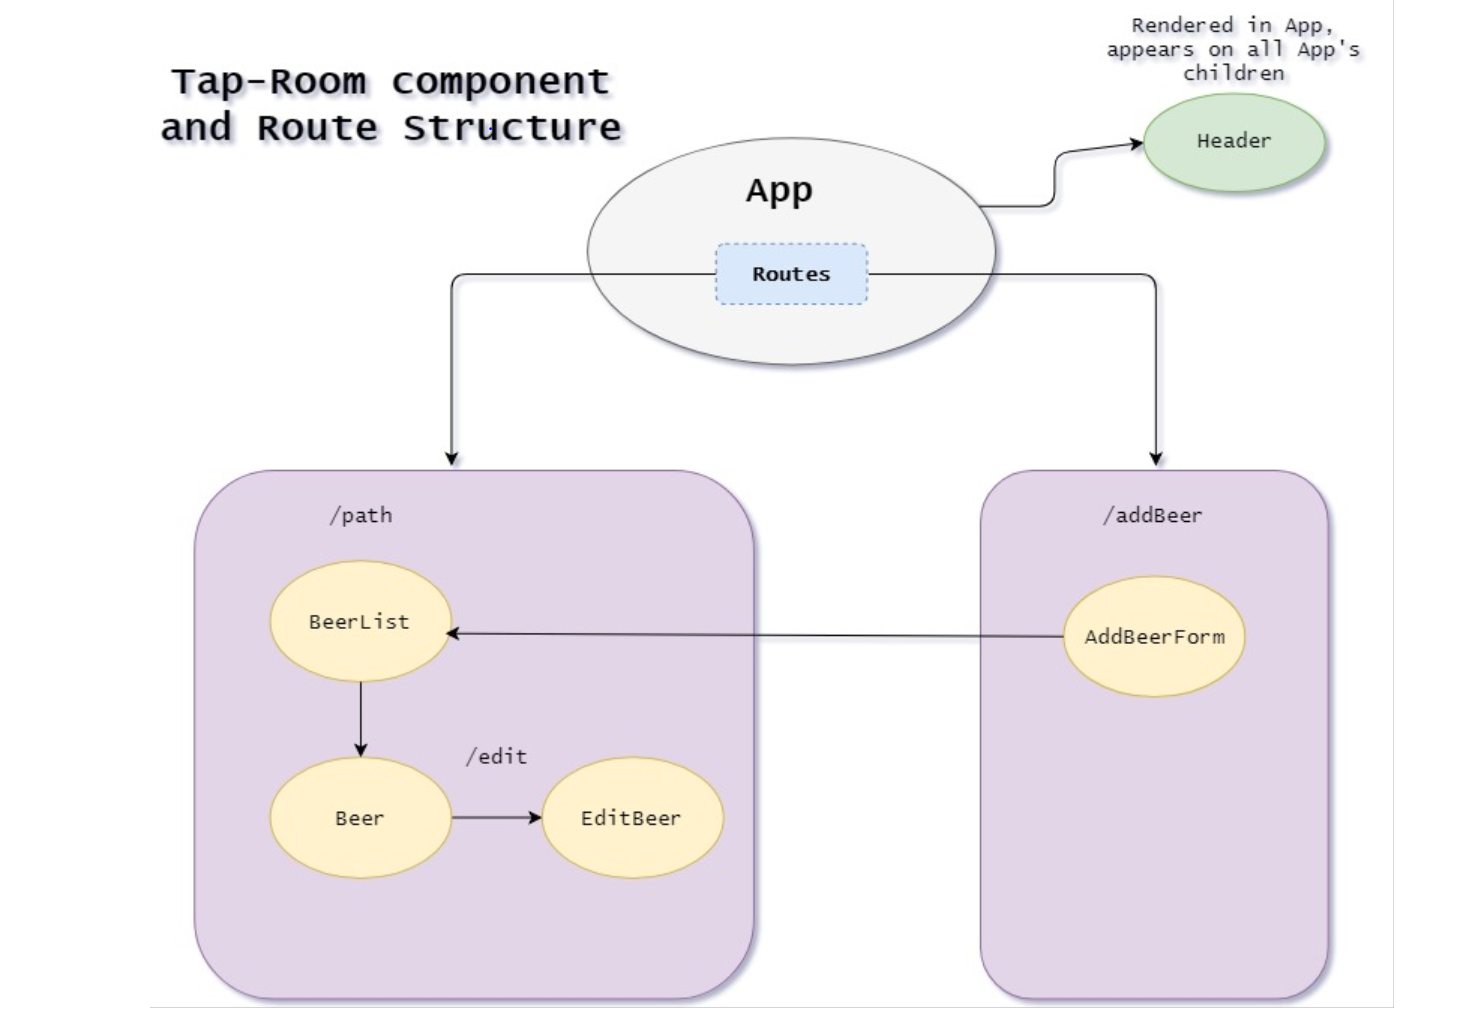 Rendered in App,
appears on all App's
children
Tap-Room component
and Route Structure
Header
App
Routes
/path
/addBeer
BeerList
AddBeerForm
/edit
Beer
EditBeer